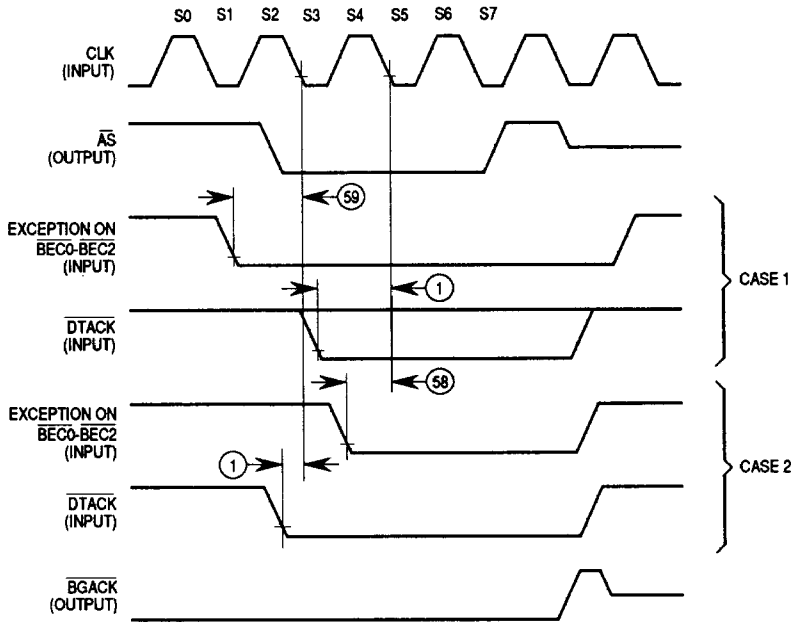 S0 S1 S2 S3 S4 S5 S6 S7
CLK
(INPUT)
AS
(OUTPUT)
59
EXCEPTION ON
BEC0-BEC2
(INPUT)
CASE 1
1
DTACK
(INPUT)
58
EXCEPTION ON
BEC0-BEC2
(INPUT)
1
CASE 2
DTACK
(INPUT)
BGACK
(OUTPUT)